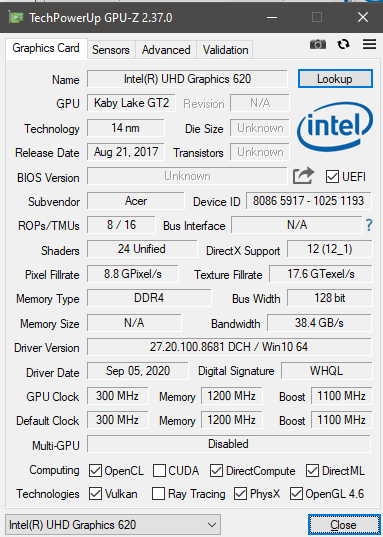 TechPowerUp GPU-Z 2.37.0
Graphics Card Sensors Advanced Validation
Name Intel(R) UHD Graphics 620 Lookup
GPU Kaby Lake GT2 Revision N/A
Technology 14 nm Die Size Unknown
Release Date Aug 21, 2017 Transistors Unknown
intel
BIOS Version Unknown UEFI
Subvendor Acer Device ID 8086 5917 - 1025 1193
ROPs/TMUs 8 / 16 Bus Interface N/A ?
Shaders 24 Unified DirectX Support 12 (12_1)
Pixel Fillrate 8.8 GPixel/s Texture Fillrate 17.6 GTexel/s
Memory Type DDR4 Bus Width 128 bit
Memory Size N/A Bandwidth 38.4 GB/s
Driver Version 27.20.100.8681 DCH / Win10 64
Driver Date Sep 05, 2020 Digital Signature WHQL
GPU Clock 300 MHz Memory 1200 MHz Boost 1100 MHz
Default Clock 300 MHz Memory 1200 MHz Boost 1100 MHz
Multi-GPU Disabled
Computing OpenCL CUDA DirectCompute DirectML
Technologies Vulkan Ray Tracing PhysX OpenGL 4.6
Intel(R) UHD Graphics 620 Close